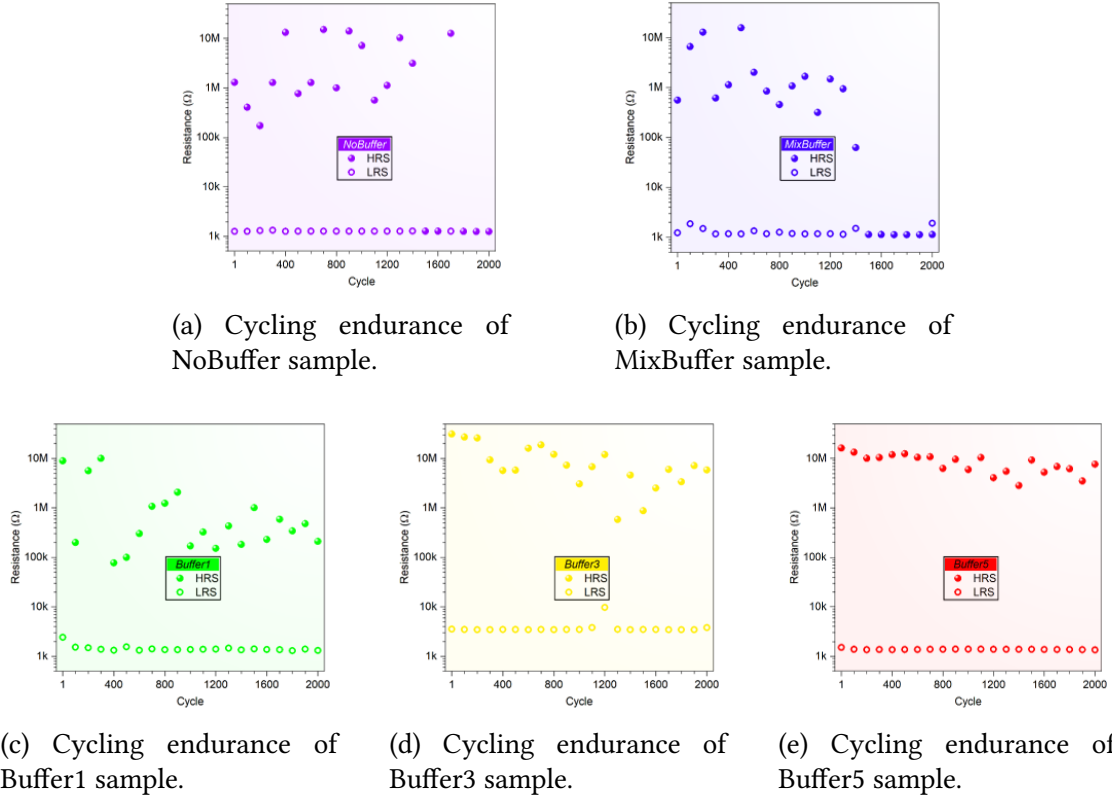 10M
1M
100k
10k
1k
Resistance (Ω)
NoBuffer
HRS
LRS
1 400 800 1200 1600 2000
Cycle
(a) Cycling endurance of
NoBuffer sample.
10M
1M
100k
10k
1k
Resistance (Ω)
MixBuffer
HRS
LRS
1 400 800 1200 1600 2000
Cycle
(b) Cycling endurance of
MixBuffer sample.
10M
1M
100k
10k
1k
Resistance (Ω)
Buffer1
HRS
LRS
1 400 800 1200 1600 2000
Cycle
(c) Cycling endurance of
Buffer1 sample.
10M
1M
100k
10k
1k
Resistance (Ω)
Buffer3
HRS
LRS
1 400 800 1200 1600 2000
Cycle
(d) Cycling endurance of
Buffer3 sample.
10M
1M
100k
10k
1k
Resistance (Ω)
Buffer5
HRS
LRS
1 400 800 1200 1600 2000
Cycle
(e) Cycling endurance of
Buffer5 sample.